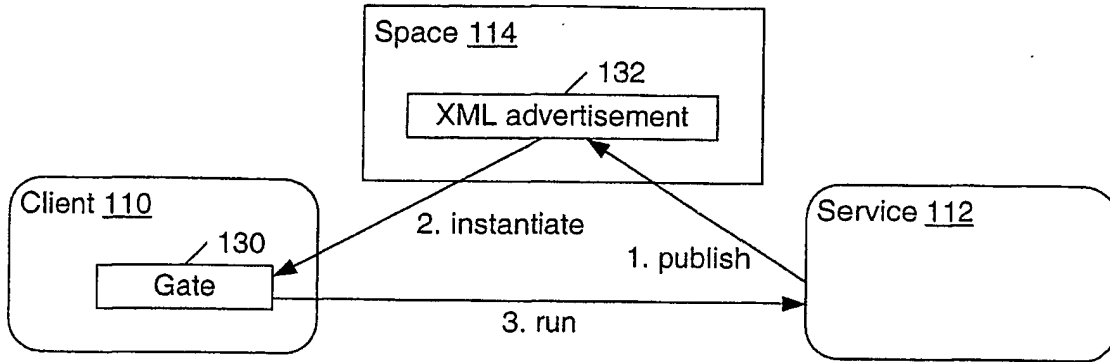 Space 114
132
XML advertisement
Client 110
2. instantiate
Service 112
130
1. publish
Gate
3. run